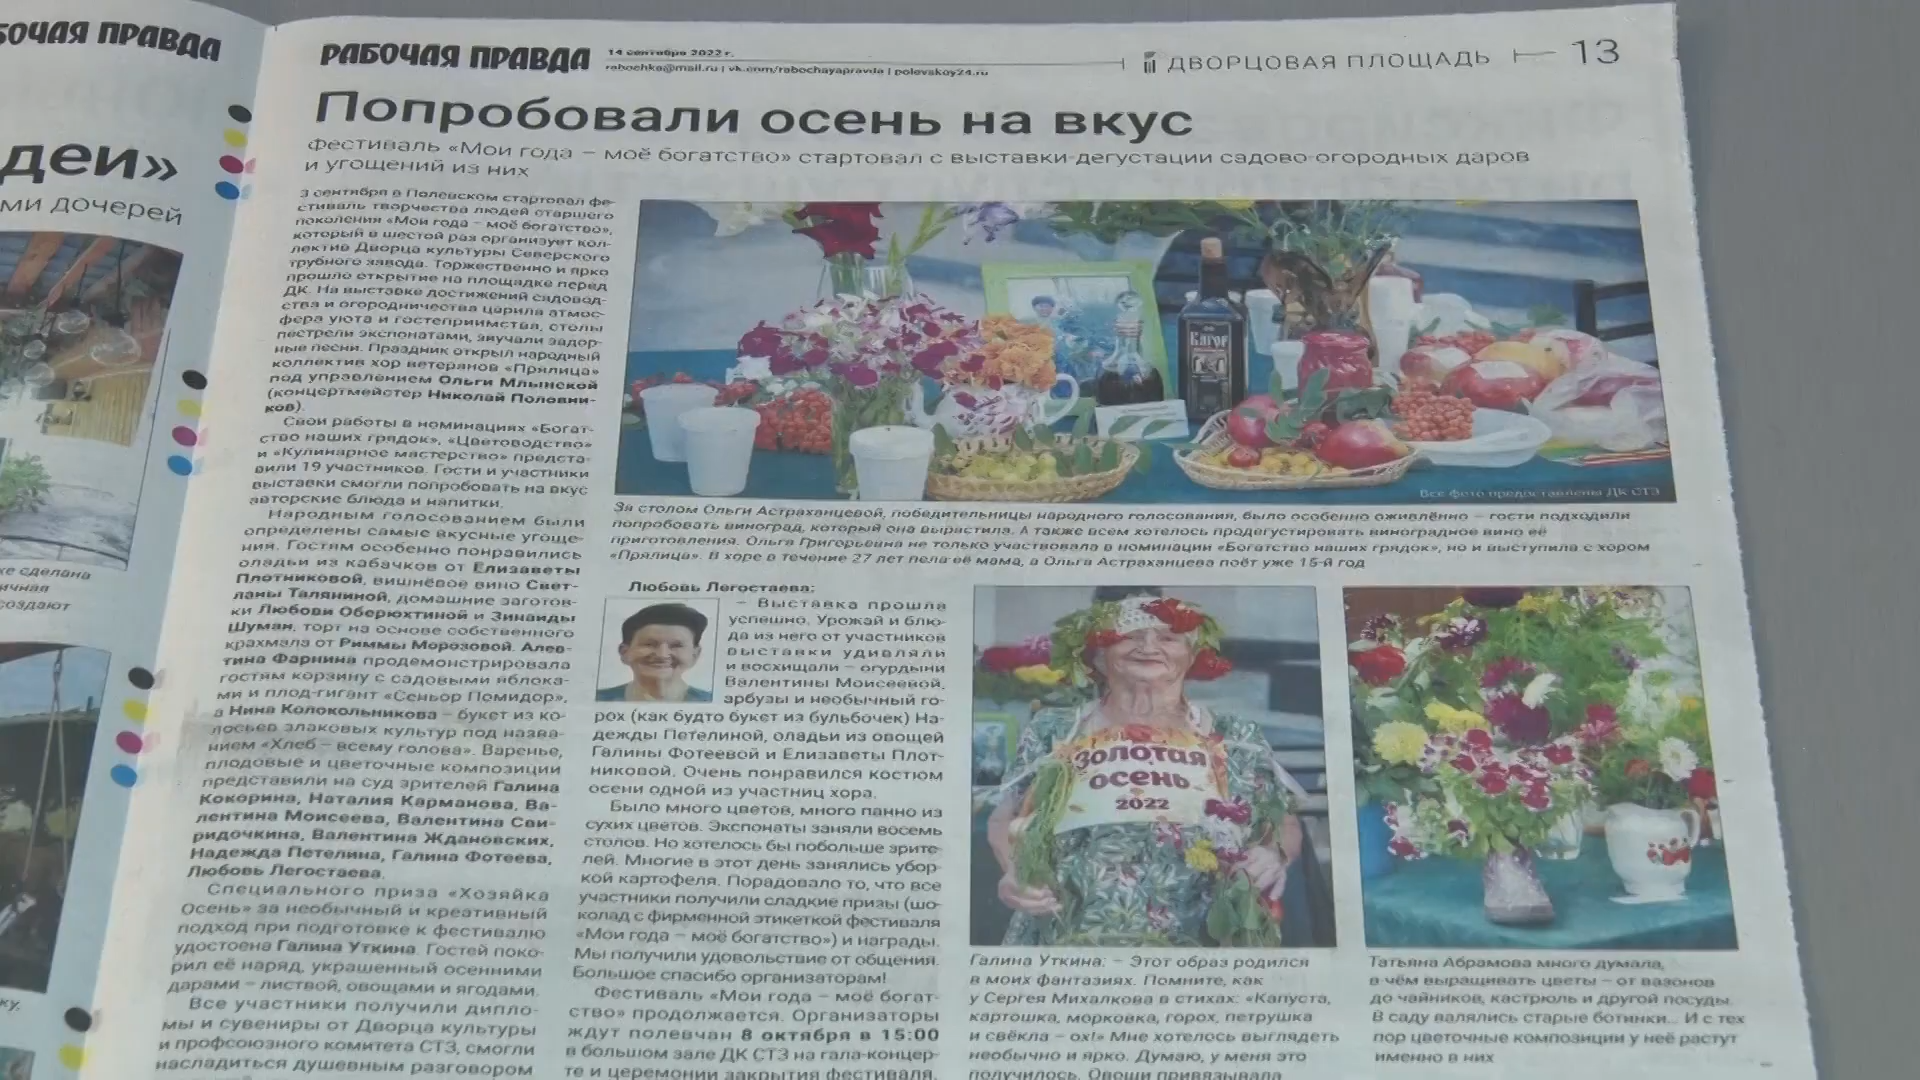 БОЧАЯ ПРАВДА
деи»
ми дочерей
же сделана
ичная
создают
ку.
РАБОЧАЯ ПРАВДА
14 сентября 2022 г.
rabochka@mail.ru | vk.com/rabochayapravda | polevskoy24.ru
ДВОРЦОВАЯ ПЛОЩАДЬ
13
Попробовали осень на вкус
Фестиваль «Мои года – моё богатство» стартовал с выставки-дегустации садово-огородных даров
и угощений из них
3 сентября в Полевском стартовал фе-
стиваль творчества людей старшего
поколения «Мои года – моё богатство»,
который в шестой раз организует кол-
лектив Дворца культуры Северского
трубного завода. Торжественно и ярко
прошло открытие на площадке перед
ДК. На выставке достижений садовод-
ства и огородничества царила атмос-
фера уюта и гостеприимства, столы
пестрели экспонатами, звучали задор-
ные песни. Праздник открыл народный
коллектив хор ветеранов «Прялица»
под управлением Ольги Млынской
(концертмейстер Николай Половни-
ков).
Свои работы в номинациях «Богат-
ство наших грядок», «Цветоводство»
и «Кулинарное мастерство» предста-
вили 19 участников. Гости и участники
выставки смогли попробовать на вкус
авторские блюда и напитки.
Народным голосованием были
определены самые вкусные угоще-
ния. Гостям особенно понравились
оладьи из кабачков от Елизаветы
Плотниковой, вишнёвое вино Свет-
ланы Таляниной, домашние заготов-
ки Любови Оберюхтиной и Зинаиды
Шуман, торт на основе собственного
крахмала от Риммы Морозовой. Алев-
тина Фарнина продемонстрировала
гостям корзину с садовыми яблока-
ми и плод-гигант «Сеньор Помидор»,
а Нина Колокольникова – букет из ко-
лосьев злаковых культур под назва-
нием «Хлеб – всему голова». Варенье,
плодовые и цветочные композиции
представили на суд зрителей Галина
Кокорина, Наталия Карманова, Ва-
лентина Моисеева, Валентина Сви-
ридочкина, Валентина Ждановских,
Надежда Петелина, Галина Фотеева,
Любовь Легостаева.
Специального приза «Хозяйка
Осень» за необычный и креативный
подход при подготовке к фестивалю
удостоена Галина Уткина. Гостей поко-
рил её наряд, украшенный осенними
дарами – листвой, овощами и ягодами.
Все участники получили дипло-
мы и сувениры от Дворца культуры
и профсоюзного комитета СТЗ, смогли
насладиться душевным разговором
Кагор
Все фото предоставлены ДК СТЗ
За столом Ольги Астраханцевой, победительницы народного голосования, было особенно оживлённо – гости подходили
попробовать виноград, который она вырастила. А также всем хотелось продегустировать виноградное вино её
приготовления. Ольга Григорьевна не только участвовала в номинации «Богатство наших грядок», но и выступила с хором
«Прялица». В хоре в течение 27 лет пела её мама, а Ольга Астраханцева поёт уже 15-й год
Любовь Легостаева:
– Выставка прошла
успешно. Урожай и блю-
да из него от участников
выставки удивляли
и восхищали – огурдыни
Валентины Моисеевой,
арбузы и необычный го-
рох (как будто букет из бульбочек) На-
дежды Петелиной, оладьи из овощей
Галины Фотеевой и Елизаветы Плот-
никовой. Очень понравился костюм
осени одной из участниц хора.
Было много цветов, много панно из
сухих цветов. Экспонаты заняли восемь
столов. Но хотелось бы побольше зрите-
лей. Многие в этот день занялись убор-
кой картофеля. Порадовало то, что все
участники получили сладкие призы (шо-
колад с фирменной этикеткой фестиваля
«Мои года – моё богатство») и награды.
Мы получили удовольствие от общения.
Большое спасибо организаторам!
Фестиваль «Мои года – моё богат-
ство» продолжается. Организаторы
ждут полевчан 8 октября в 15:00
в большом зале ДК СТЗ на гала-концер-
те и церемонии закрытия фестиваля.
золотая
осень
2022
Галина Уткина: – Этот образ родился
в моих фантазиях. Помните, как
у Сергея Михалкова в стихах: «Капуста,
картошка, морковка, горох, петрушка
и свёкла – ох!» Мне хотелось выглядеть
необычно и ярко. Думаю, у меня это
получилось. Овощи привязывала
Татьяна Абрамова много думала,
в чём выращивать цветы – от вазонов
до чайников, кастрюль и другой посуды.
В саду валялись старые ботинки... И с тех
пор цветочные композиции у неё растут
именно в них